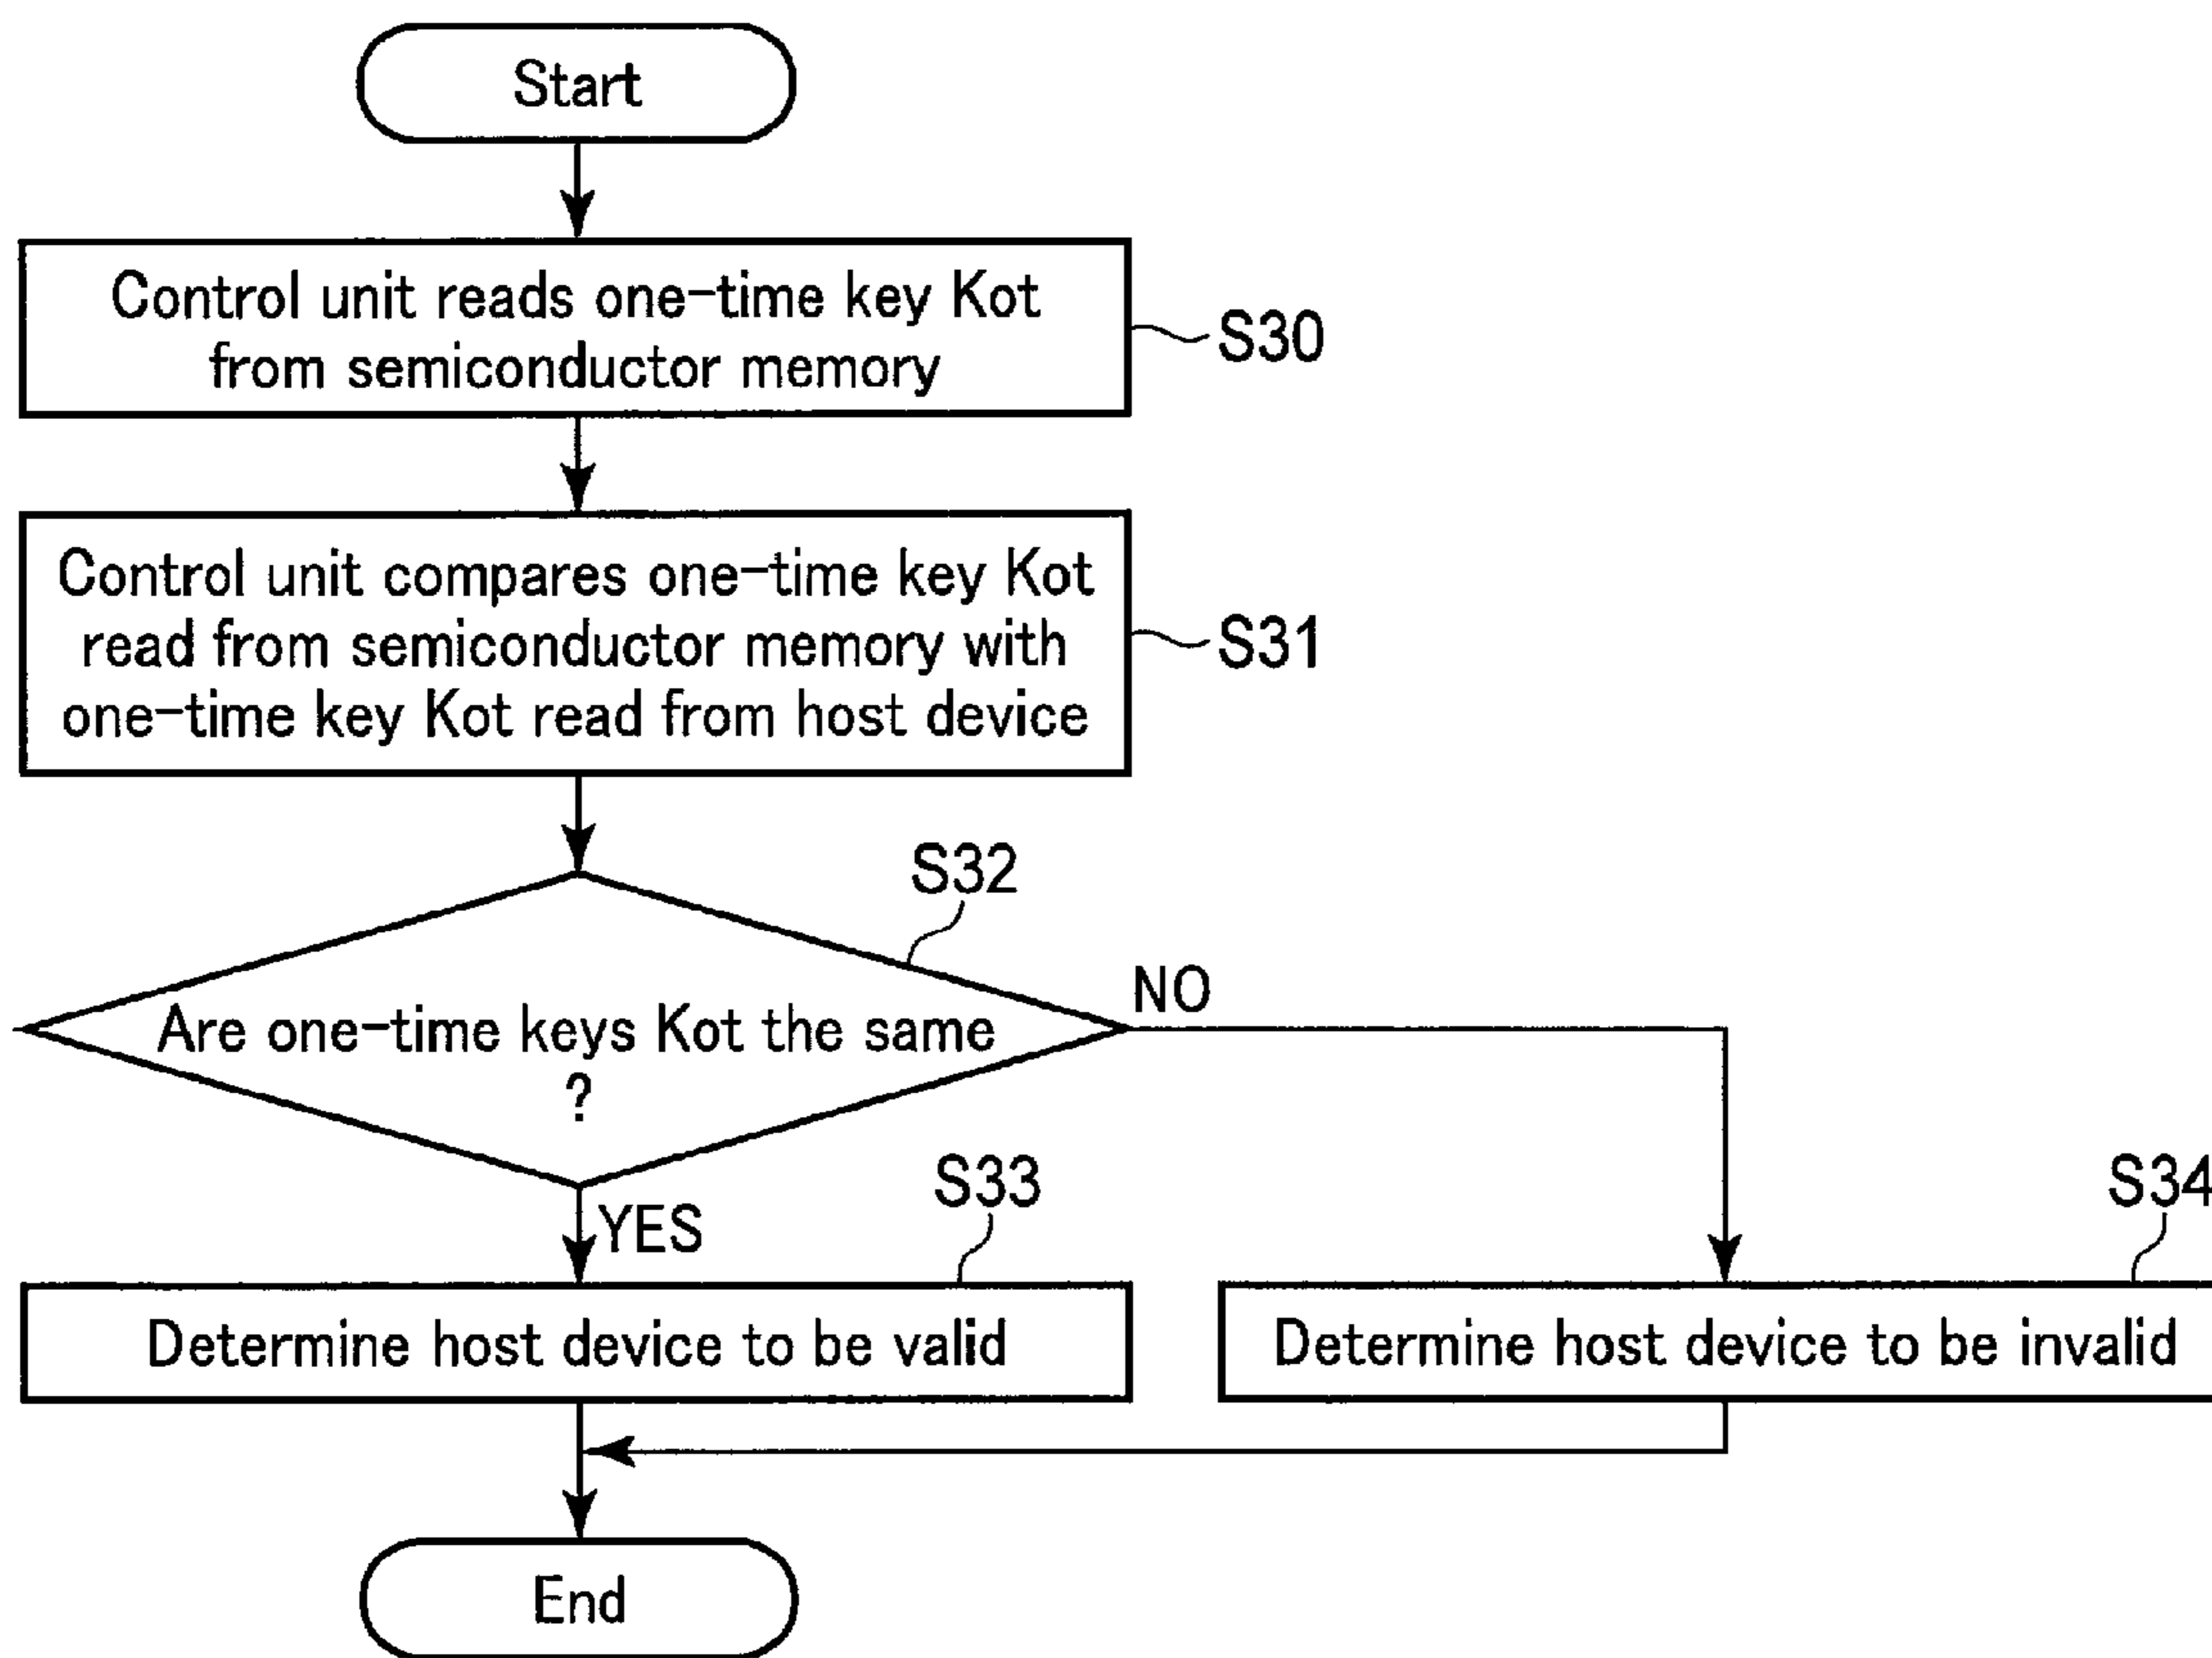 Start
Control unit reads one-time key Kot
from semiconductor memory
S30
Control unit compares one-time key Kot
read from semiconductor memory with
one-time key Kot read from host device
S31
S32
Are one-time keys Kot the same
?
NO
YES
S33
S34
Determine host device to be valid
Determine host device to be invalid
End